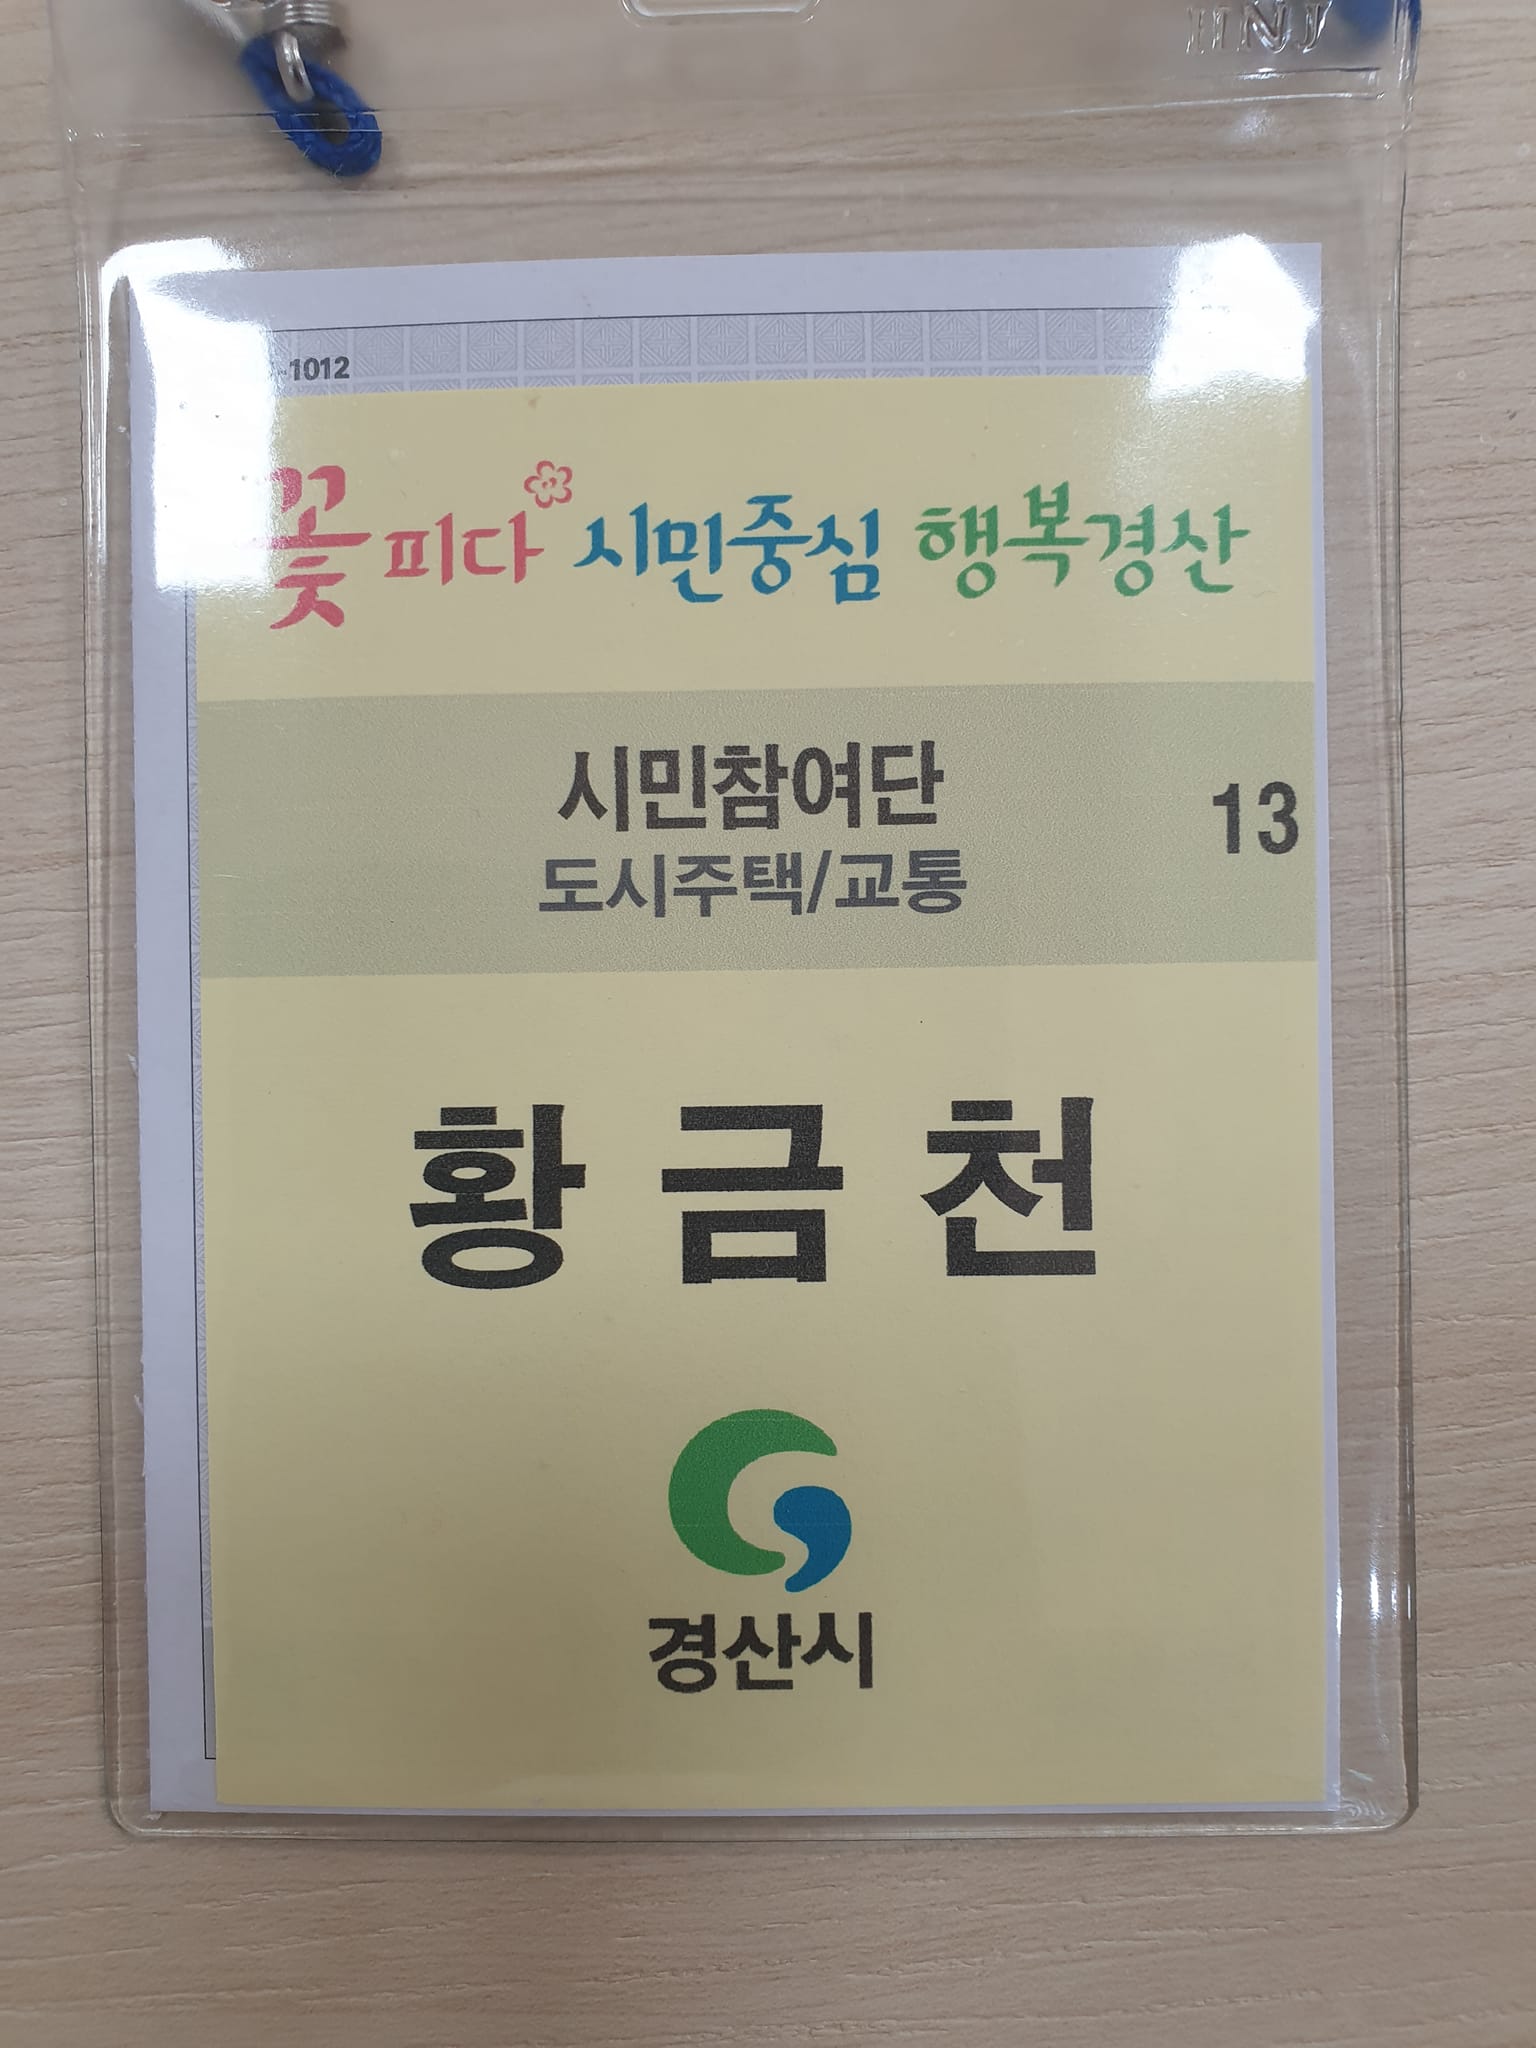 -1012
꽃피다 시민중심 행복경산
시민참여단
13
도시주택/교통
황금천
경산시